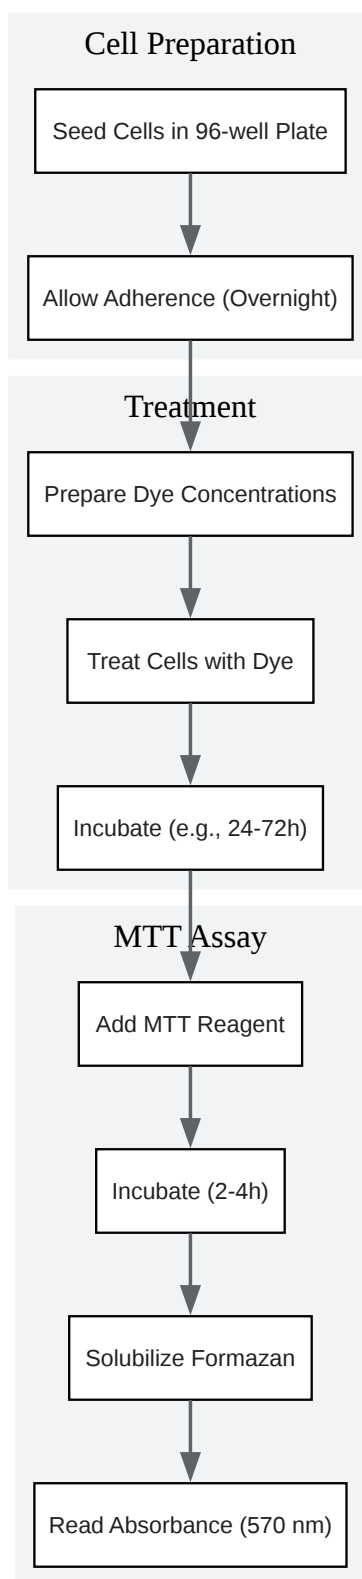 Cell Preparation
Seed Cells in 96-well Plate
Allow Adherence (Overnight)
Treatment
Prepare Dye Concentrations
Treat Cells with Dye
Incubate (e.g., 24-72h)
MTT Assay
Add MTT Reagent
Incubate (2-4h)
Solubilize Formazan
Read Absorbance (570 nm)